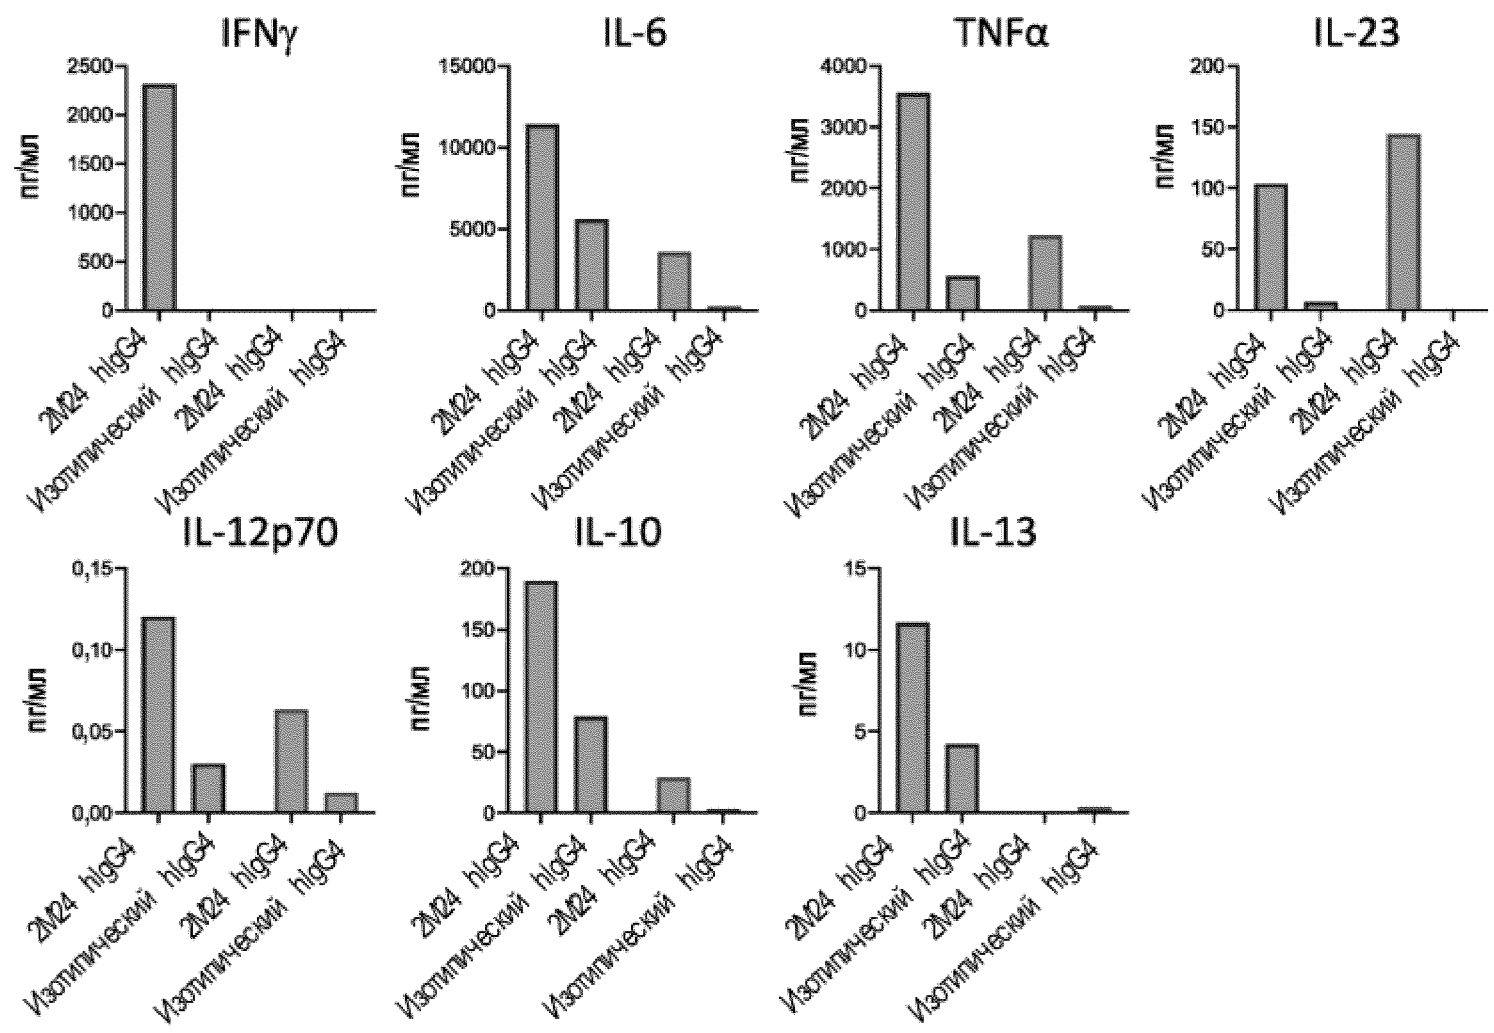 IFNγ
пг/мл
2500
2000
1500
1000
500
0
2M24 hIgG4
Изотипический hIgG4
2M24 hIgG4
Изотипический hIgG4
IL-6
пг/мл
15000
10000
5000
0
2M24 hIgG4
Изотипический hIgG4
2M24 hIgG4
Изотипический hIgG4
TNFα
пг/мл
4000
3000
2000
1000
0
2M24 hIgG4
Изотипический hIgG4
2M24 hIgG4
Изотипический hIgG4
IL-23
пг/мл
200
150
100
50
0
2M24 hIgG4
Изотипический hIgG4
2M24 hIgG4
Изотипический hIgG4
IL-12p70
пг/мл
0,15
0,10
0,05
0,00
2M24 hIgG4
Изотипический hIgG4
2M24 hIgG4
Изотипический hIgG4
IL-10
пг/мл
200
150
100
50
0
2M24 hIgG4
Изотипический hIgG4
2M24 hIgG4
Изотипический hIgG4
IL-13
пг/мл
15
10
5
0
2M24 hIgG4
Изотипический hIgG4
2M24 hIgG4
Изотипический hIgG4